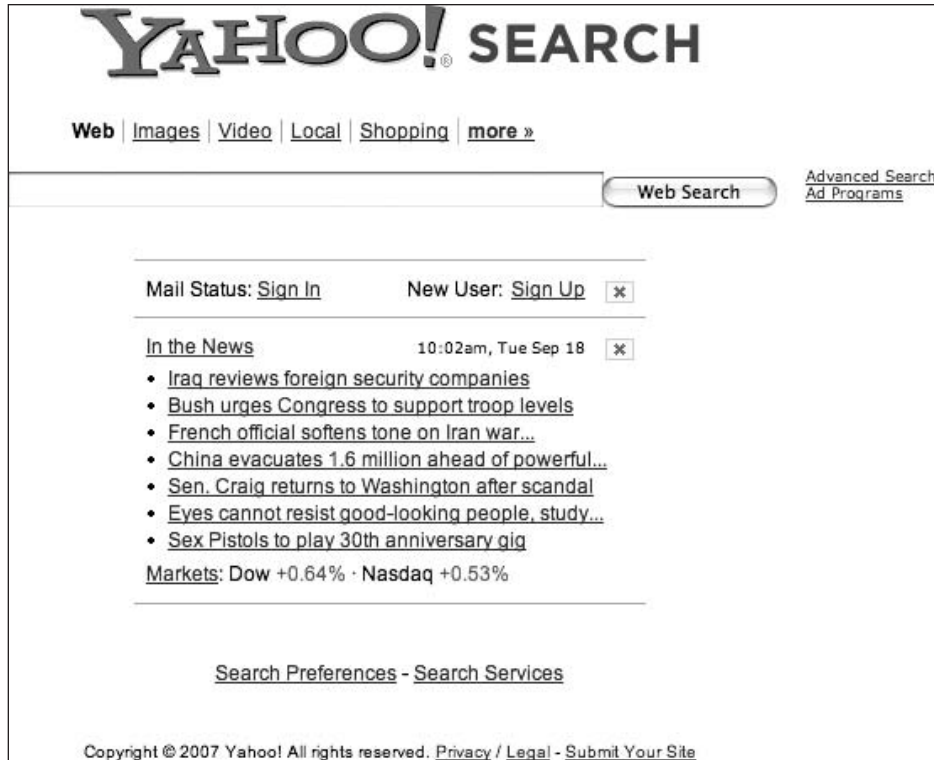 YAHOO!® SEARCH
Web | Images | Video | Local | Shopping | more »
Web Search
Advanced Search
Ad Programs
Mail Status: Sign In New User: Sign Up
In the News 10:02am, Tue Sep 18
• Iraq reviews foreign security companies
• Bush urges Congress to support troop levels
• French official softens tone on Iran war...
• China evacuates 1.6 million ahead of powerful...
• Sen. Craig returns to Washington after scandal
• Eyes cannot resist good-looking people, study...
• Sex Pistols to play 30th anniversary gig
Markets: Dow +0.64% · Nasdaq +0.53%
Search Preferences - Search Services
Copyright © 2007 Yahoo! All rights reserved. Privacy / Legal - Submit Your Site